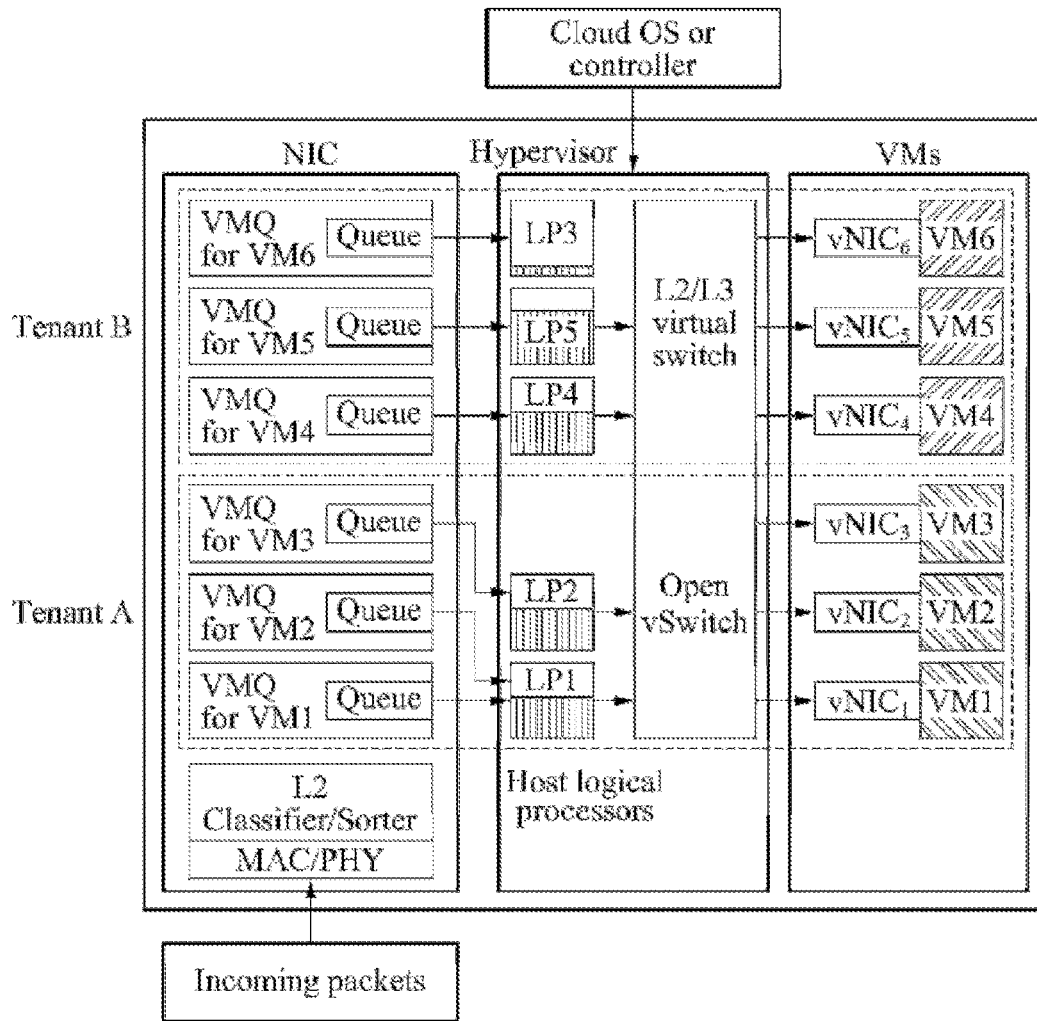 Cloud OS or
controller
NIC
Hypervisor
VMs
Tenant B
VMQ
for VM6
Queue
LP3
vNIC₆
VM6
VMQ
for VM5
Queue
LP5
L2/L3
virtual
switch
vNIC₅
VM5
VMQ
for VM4
Queue
LP4
vNIC₄
VM4
Tenant A
VMQ
for VM3
Queue
vNIC₃
VM3
VMQ
for VM2
Queue
LP2
Open
vSwitch
vNIC₂
VM2
VMQ
for VM1
Queue
LP1
vNIC₁
VM1
L2
Classifier/Sorter
MAC/PHY
Host logical
processors
Incoming packets